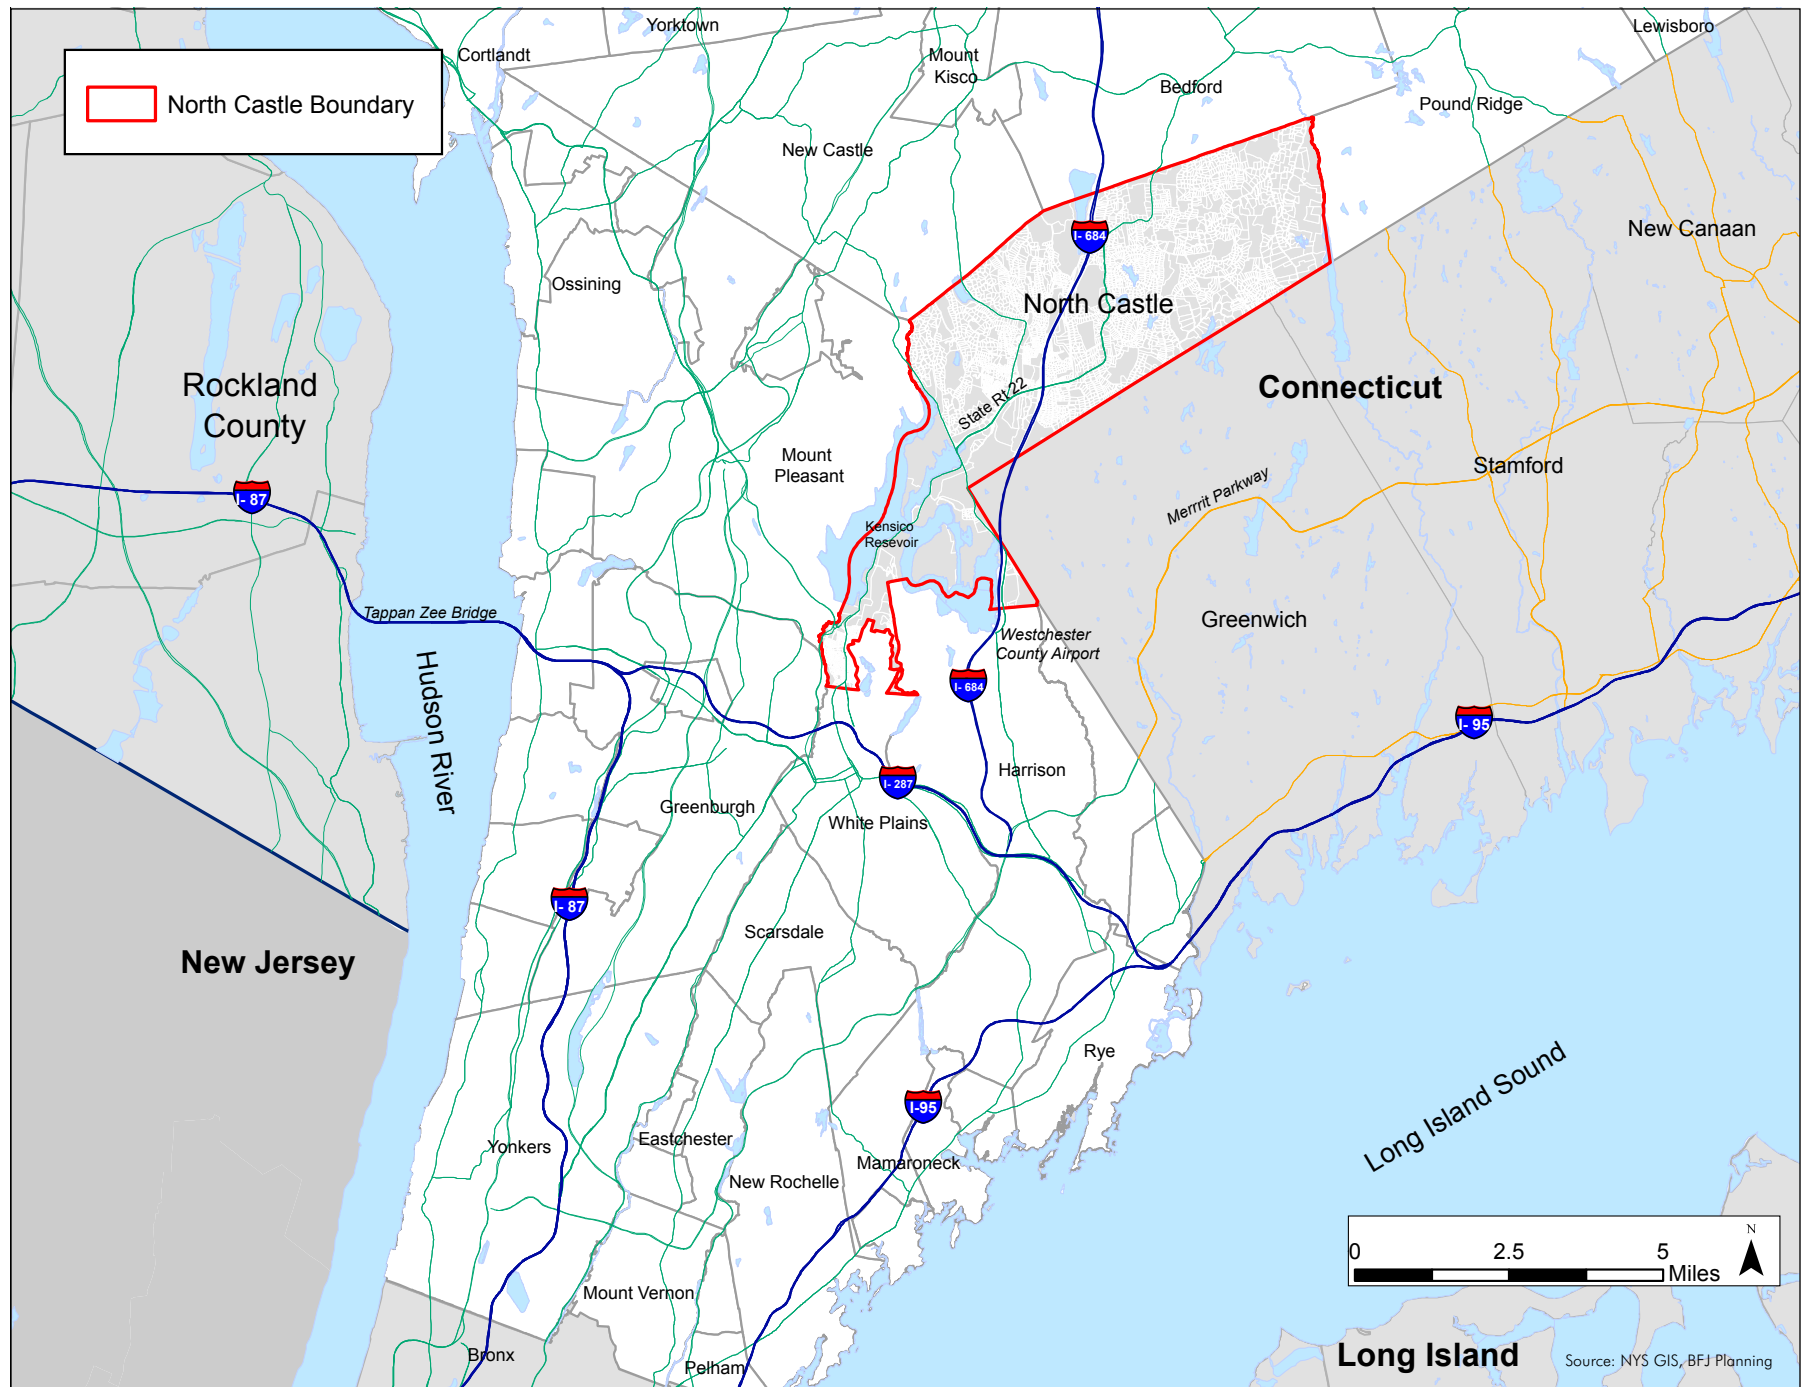 Yorktown
Lewisboro
Cortlandt
Mount
Kisco
Bedford
North Castle Boundary
Pound Ridge
New Castle
New Canaan
I- 684
Ossining
North Castle
Rockland
County
State Rt 22
Connecticut
Mount
Pleasant
Stamford
Merrrit Parkway
I- 87
Kensico
Resevoir
Tappan Zee Bridge
Greenwich
Westchester
County Airport
Hudson River
I- 684
I- 95
Harrison
I- 287
Greenburgh
White Plains
I- 87
Scarsdale
New Jersey
Rye
Long Island Sound
I-95
Yonkers
Eastchester
Mamaroneck
New Rochelle
N
0 2.5 5
Miles
Mount Vernon
Bronx
Pelham
Long Island
Source: NYS GIS, BFJ Planning